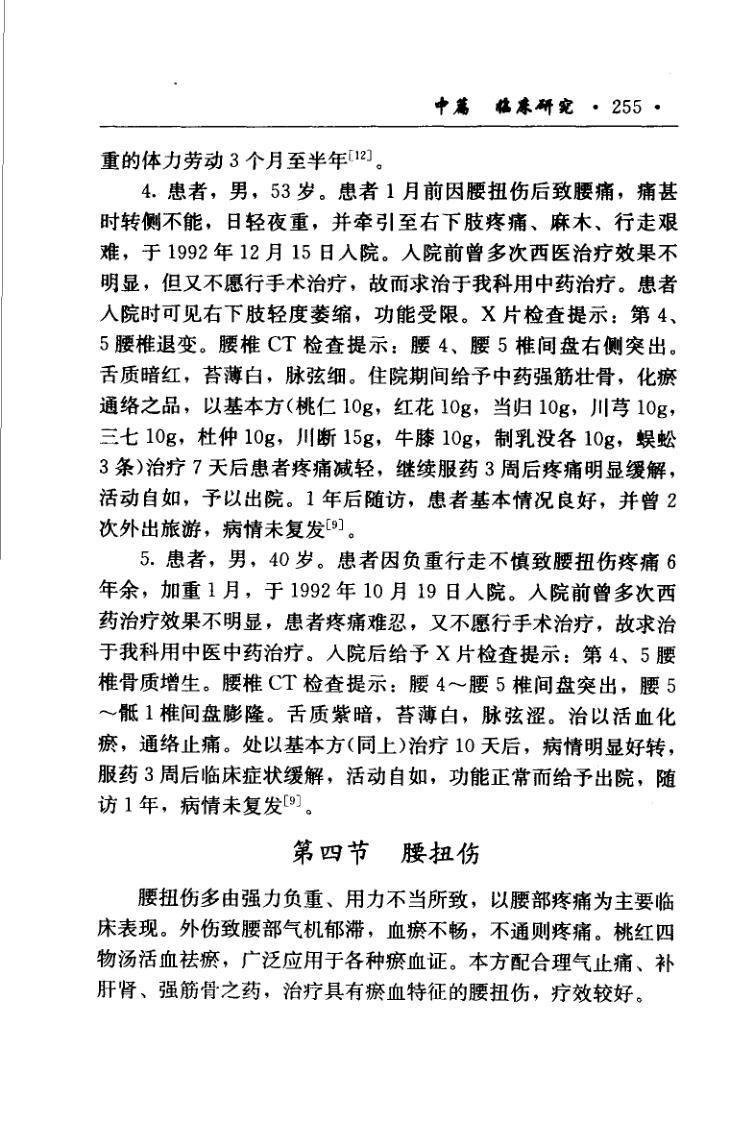 中篇 临床研究 · 255 ·
重的体力劳动 3 个月至半年[12]。
4. 患者，男，53 岁。患者 1 月前因腰扭伤后致腰痛，痛甚
时转侧不能，日轻夜重，并牵引至右下肢疼痛、麻木、行走艰
难，于 1992 年 12 月 15 日入院。入院前曾多次西医治疗效果不
明显，但又不愿行手术治疗，故而求治于我科用中药治疗。患者
入院时可见右下肢轻度萎缩，功能受限。X 片检查提示：第 4、
5 腰椎退变。腰椎 CT 检查提示：腰 4、腰 5 椎间盘右侧突出。
舌质暗红，苔薄白，脉弦细。住院期间给予中药强筋壮骨，化瘀
通络之品，以基本方(桃仁 10g，红花 10g，当归 10g，川芎 10g，
三七 10g，杜仲 10g，川断 15g，牛膝 10g，制乳没各 10g，蜈蚣
3 条)治疗 7 天后患者疼痛减轻，继续服药 3 周后疼痛明显缓解，
活动自如，予以出院。1 年后随访，患者基本情况良好，并曾 2
次外出旅游，病情未复发[9]。
5. 患者，男，40 岁。患者因负重行走不慎致腰扭伤疼痛 6
年余，加重 1 月，于 1992 年 10 月 19 日入院。入院前曾多次西
药治疗效果不明显，患者疼痛难忍，又不愿行手术治疗，故求治
于我科用中医中药治疗。入院后给予 X 片检查提示：第 4、5 腰
椎骨质增生。腰椎 CT 检查提示：腰 4～腰 5 椎间盘突出，腰 5
～骶 1 椎间盘膨隆。舌质紫暗，苔薄白，脉弦涩。治以活血化
瘀，通络止痛。处以基本方(同上)治疗 10 天后，病情明显好转，
服药 3 周后临床症状缓解，活动自如，功能正常而给予出院，随
访 1 年，病情未复发[9]。
第四节 腰扭伤
腰扭伤多由强力负重、用力不当所致，以腰部疼痛为主要临
床表现。外伤致腰部气机郁滞，血瘀不畅，不通则疼痛。桃红四
物汤活血祛瘀，广泛应用于各种瘀血证。本方配合理气止痛、补
肝肾、强筋骨之药，治疗具有瘀血特征的腰扭伤，疗效较好。